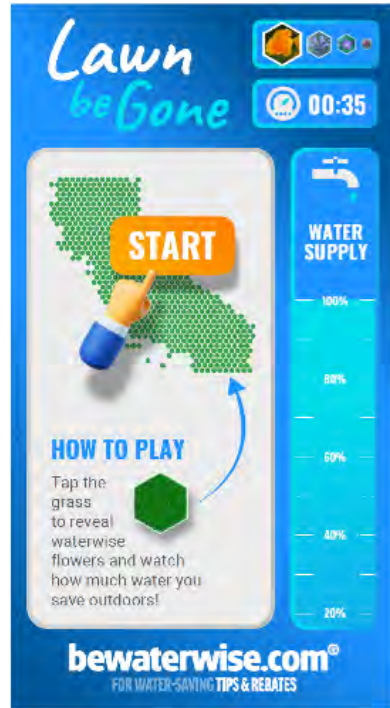 Lawn
be Gone
00:35
START
WATER
SUPPLY
100%
80%
60%
40%
20%
HOW TO PLAY
Tap the
grass
to reveal
waterwise
flowers and watch
how much water you
save outdoors!
bewaterwise.com®
FOR WATER-SAVING TIPS & REBATES